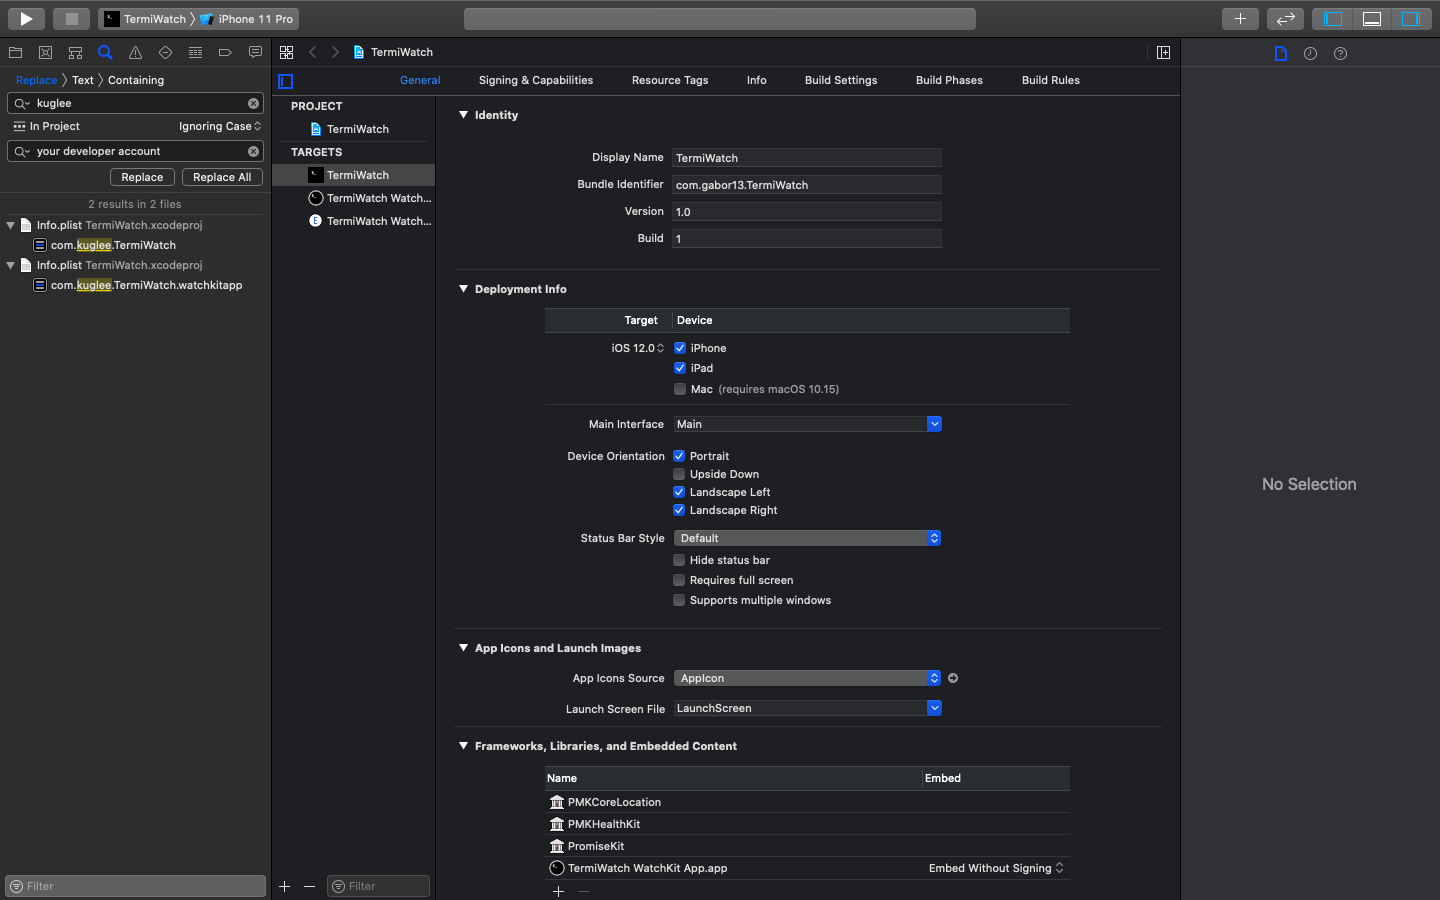 TermiWatch iPhone 11 Pro
Replace Text Containing
kuglee
In Project Ignoring Case
your developer account
Replace Replace All
2 results in 2 files
Info.plist TermiWatch.xcodeproj
com.kuglee.TermiWatch
Info.plist TermiWatch.xcodeproj
com.kuglee.TermiWatch.watchkitapp
Filter
TermiWatch
General Signing & Capabilities Resource Tags Info Build Settings Build Phases Build Rules
PROJECT
TermiWatch
TARGETS
TermiWatch
TermiWatch Watch...
E TermiWatch Watch...
Filter
Identity
Display Name TermiWatch
Bundle Identifier com.gabor13.TermiWatch
Version 1.0
Build 1
Deployment Info
Target Device
iOS 12.0 iPhone
iPad
Mac (requires macOS 10.15)
Main Interface Main
Device Orientation Portrait
Upside Down
Landscape Left
Landscape Right
Status Bar Style Default
Hide status bar
Requires full screen
Supports multiple windows
App Icons and Launch Images
App Icons Source AppIcon
Launch Screen File LaunchScreen
Frameworks, Libraries, and Embedded Content
Name Embed
PMKCoreLocation
PMKHealthKit
PromiseKit
TermiWatch WatchKit App.app Embed Without Signing
No Selection